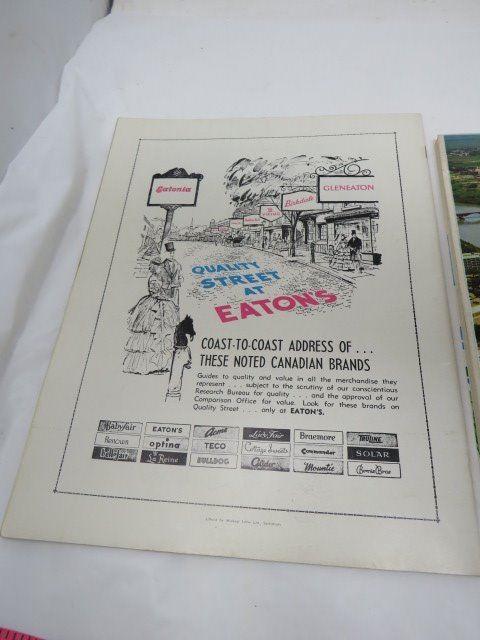 Eatonia
GLENEATON
Birkdale
QUALITY
STREET
AT
EATON'S
COAST-TO-COAST ADDRESS OF...
THESE NOTED CANADIAN BRANDS
Guides to quality and value in all the merchandise they
represent . . . subject to the scrutiny of our conscientious
Research Bureau for quality . . . and the approval of our
Comparison Office for value. Look for these brands on
Quality Street . . . only at EATON'S.
Babyfair EATON'S Acme Lady Fair Braemore TRULINE
Renown optina TECO Cottage Sweets Commander SOLAR
Bellefair La Reine BULLDOG Glider Mountie Bonnie Brae